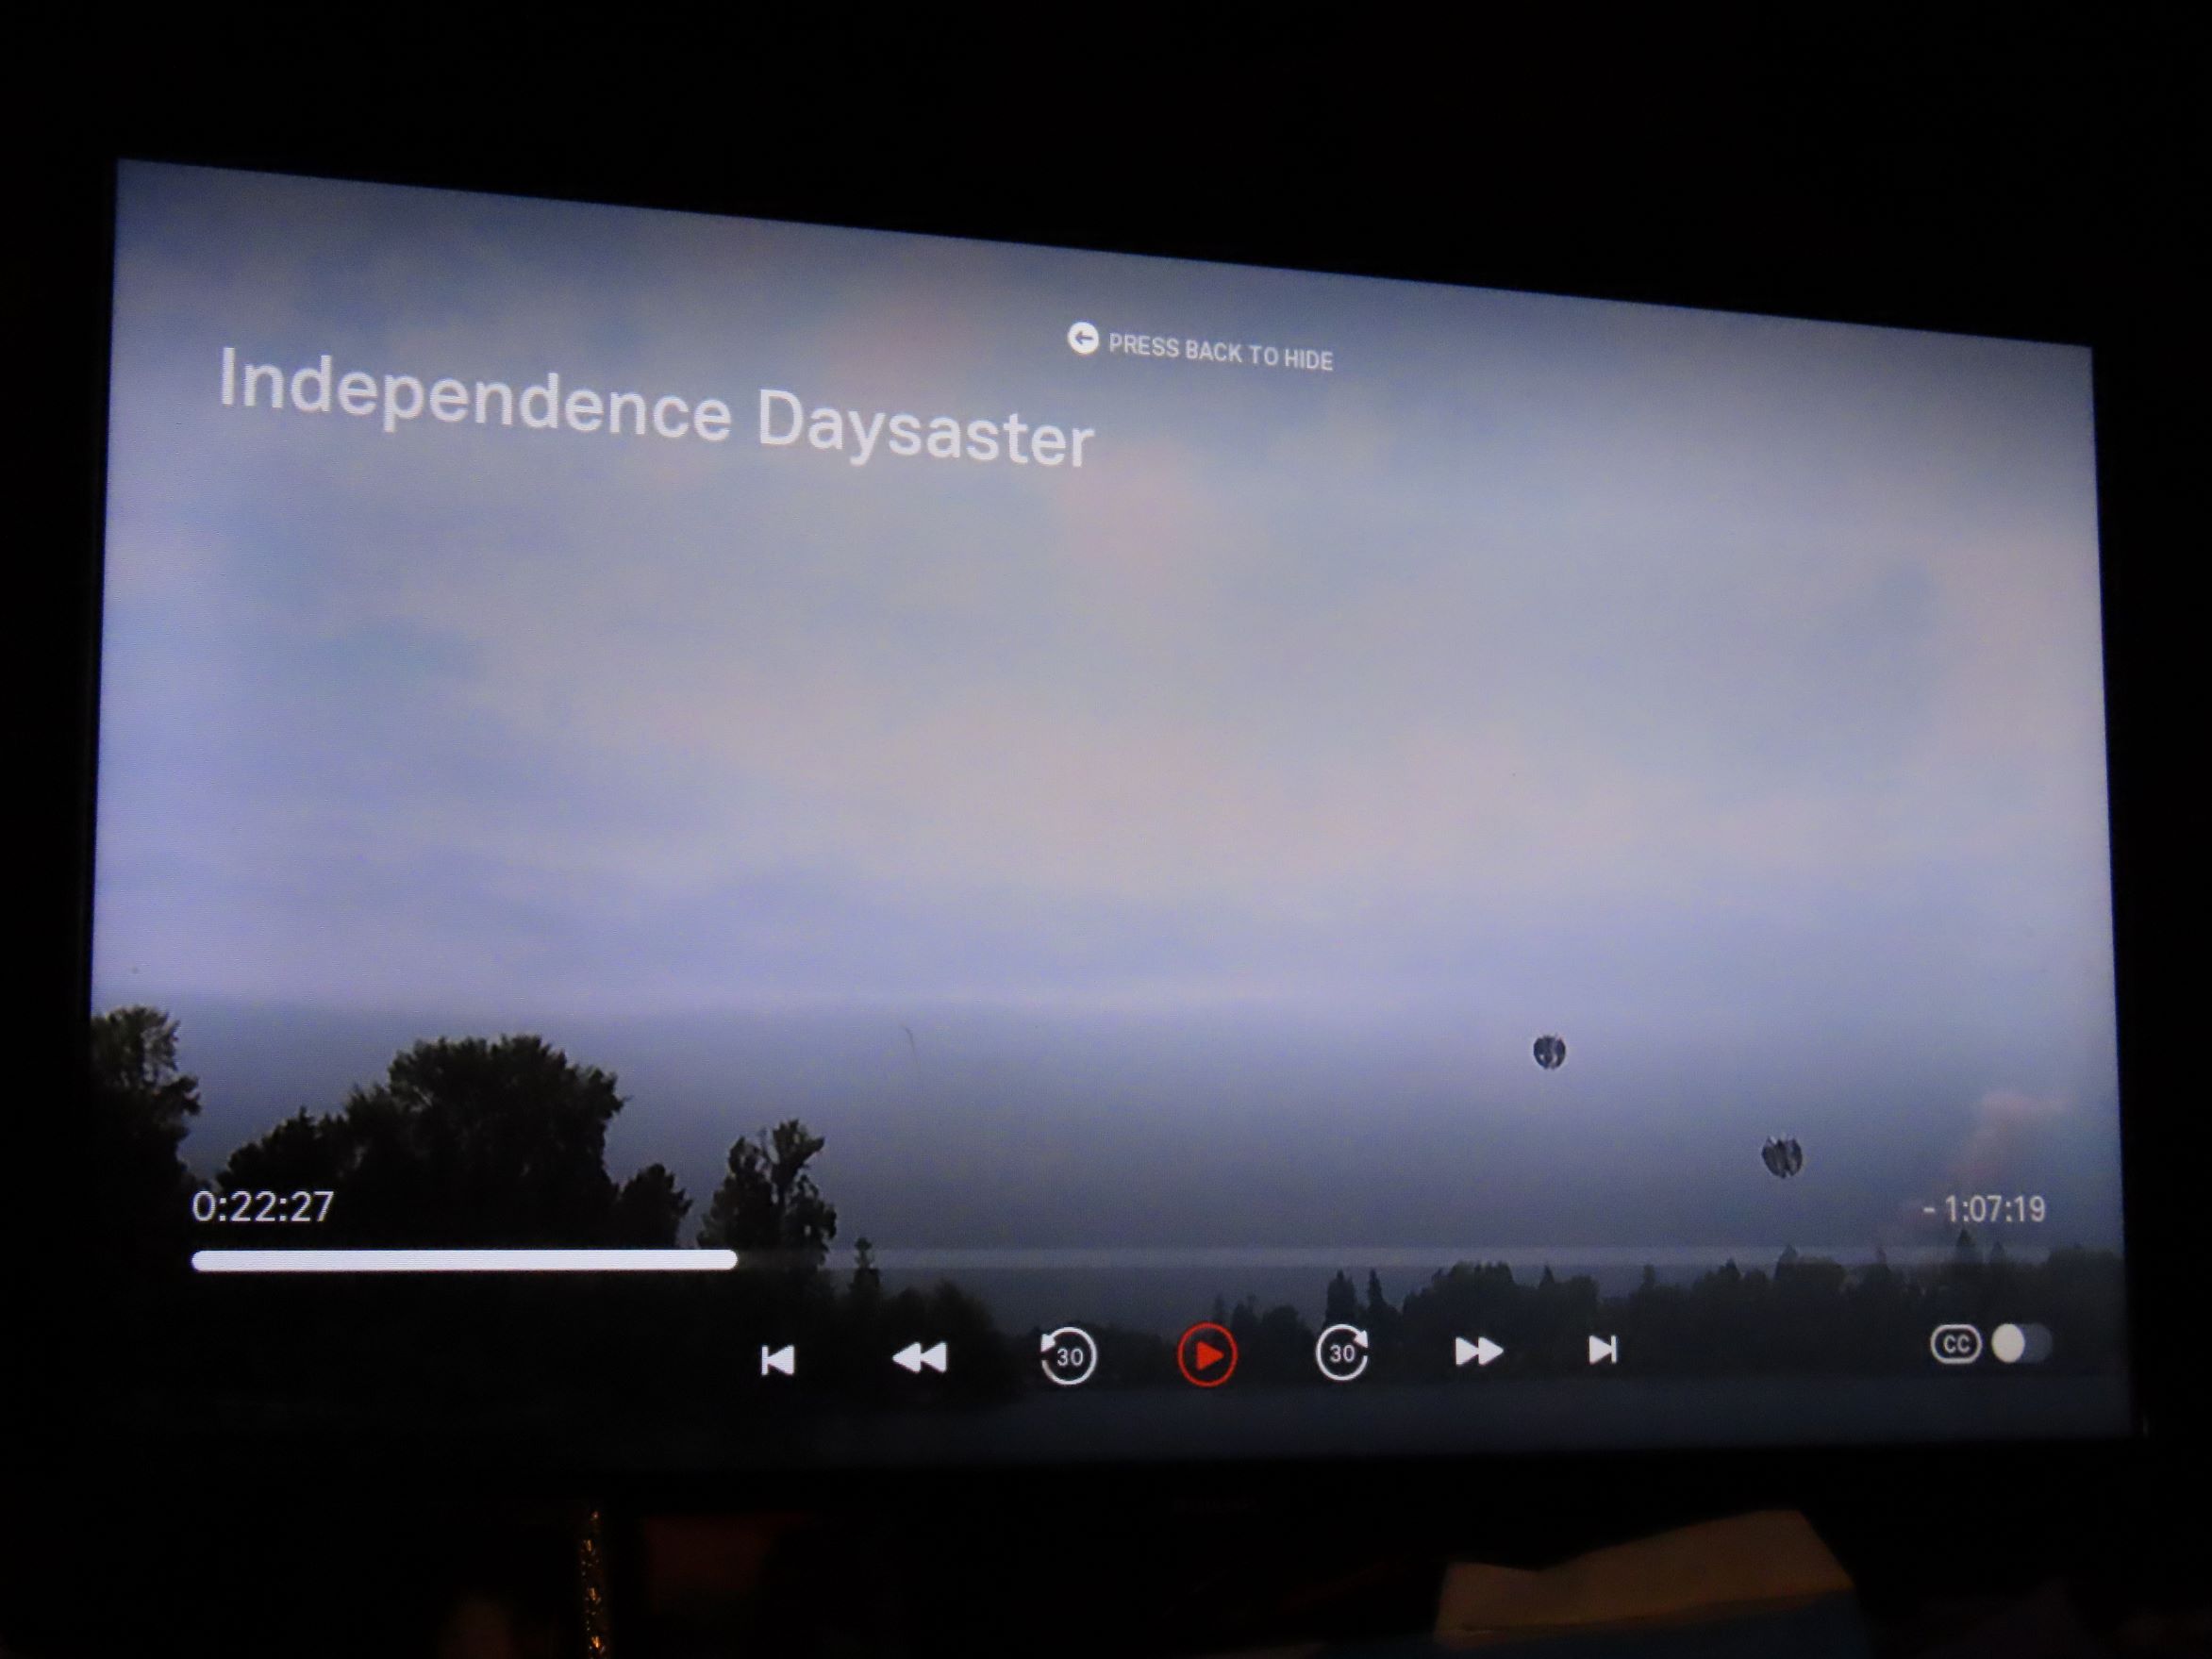 PRESS BACK TO HIDE
Independence Daysaster
0:22:27
- 1:07:19
30
30
CC